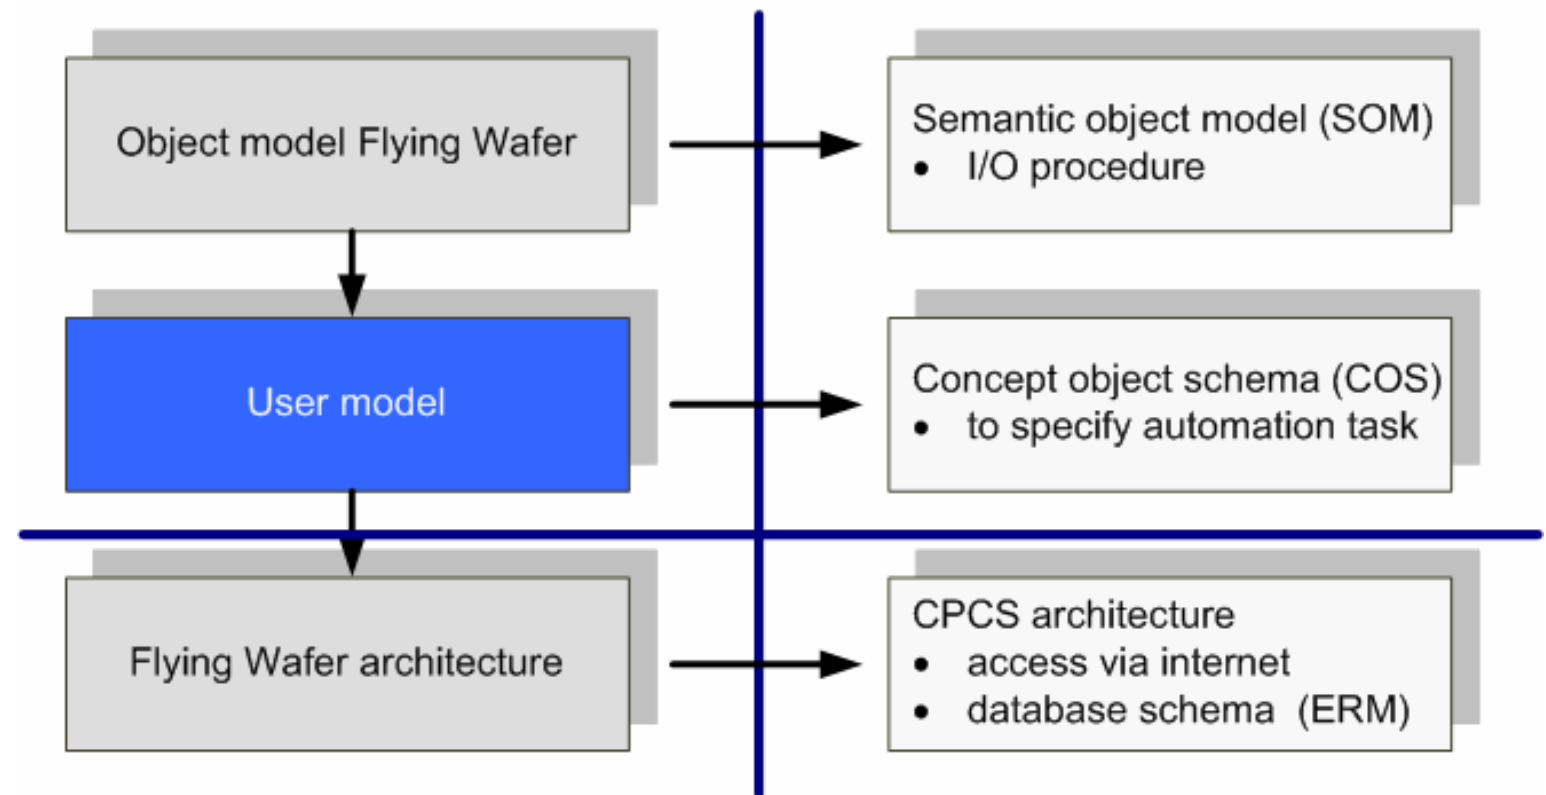 Object model Flying Wafer
Semantic object model (SOM)
• I/O procedure
User model
Concept object schema (COS)
• to specify automation task
Flying Wafer architecture
CPCS architecture
• access via internet
• database schema (ERM)